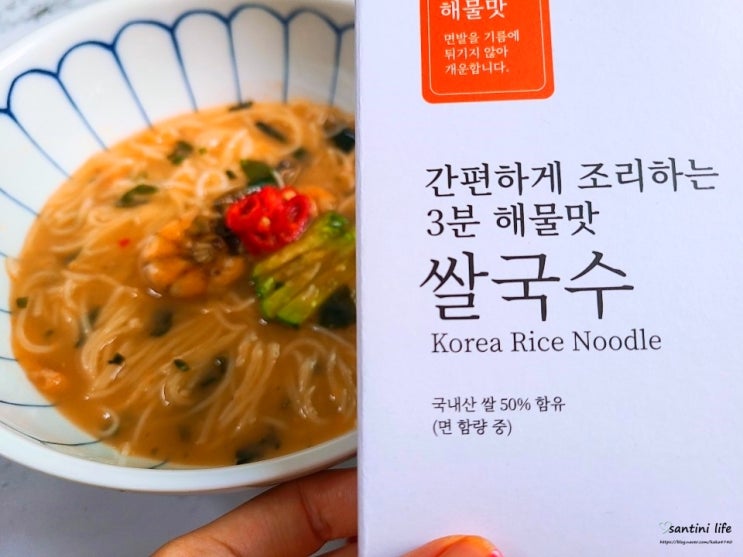 해물맛
면발을 기름에
튀기지 않아
개운합니다.
간편하게 조리하는
3분 해물맛
쌀국수
Korea Rice Noodle
국내산 쌀 50% 함유
(면 함량 중)
santini life